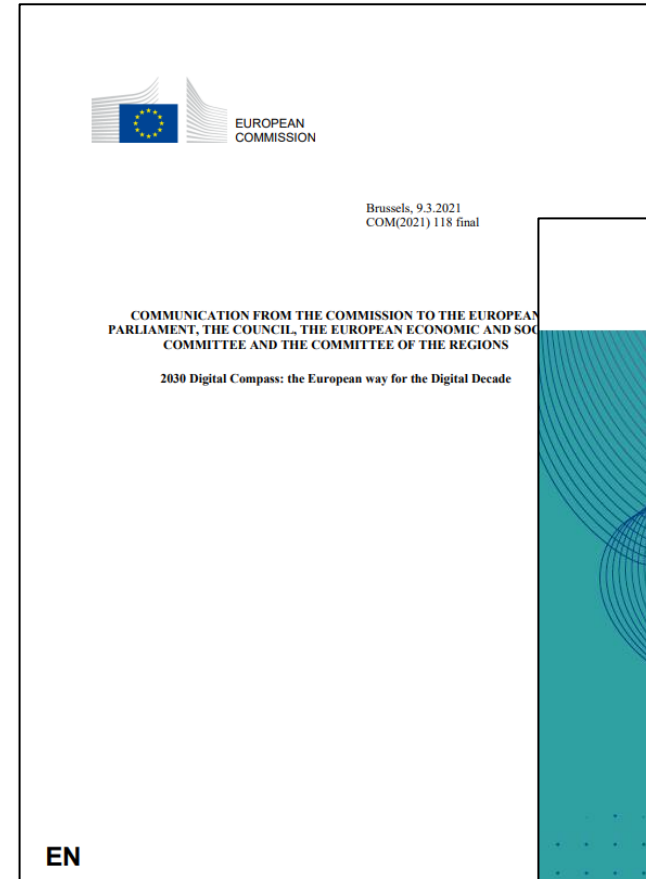 EUROPEAN
COMMISSION
Brussels, 9.3.2021
COM(2021) 118 final
COMMUNICATION FROM THE COMMISSION TO THE EUROPEAN
PARLIAMENT, THE COUNCIL, THE EUROPEAN ECONOMIC AND
COMMITTEE AND THE COMMITTEE OF THE REGIONS
2030 Digital Compass: the European way for the Digital Decade
EN